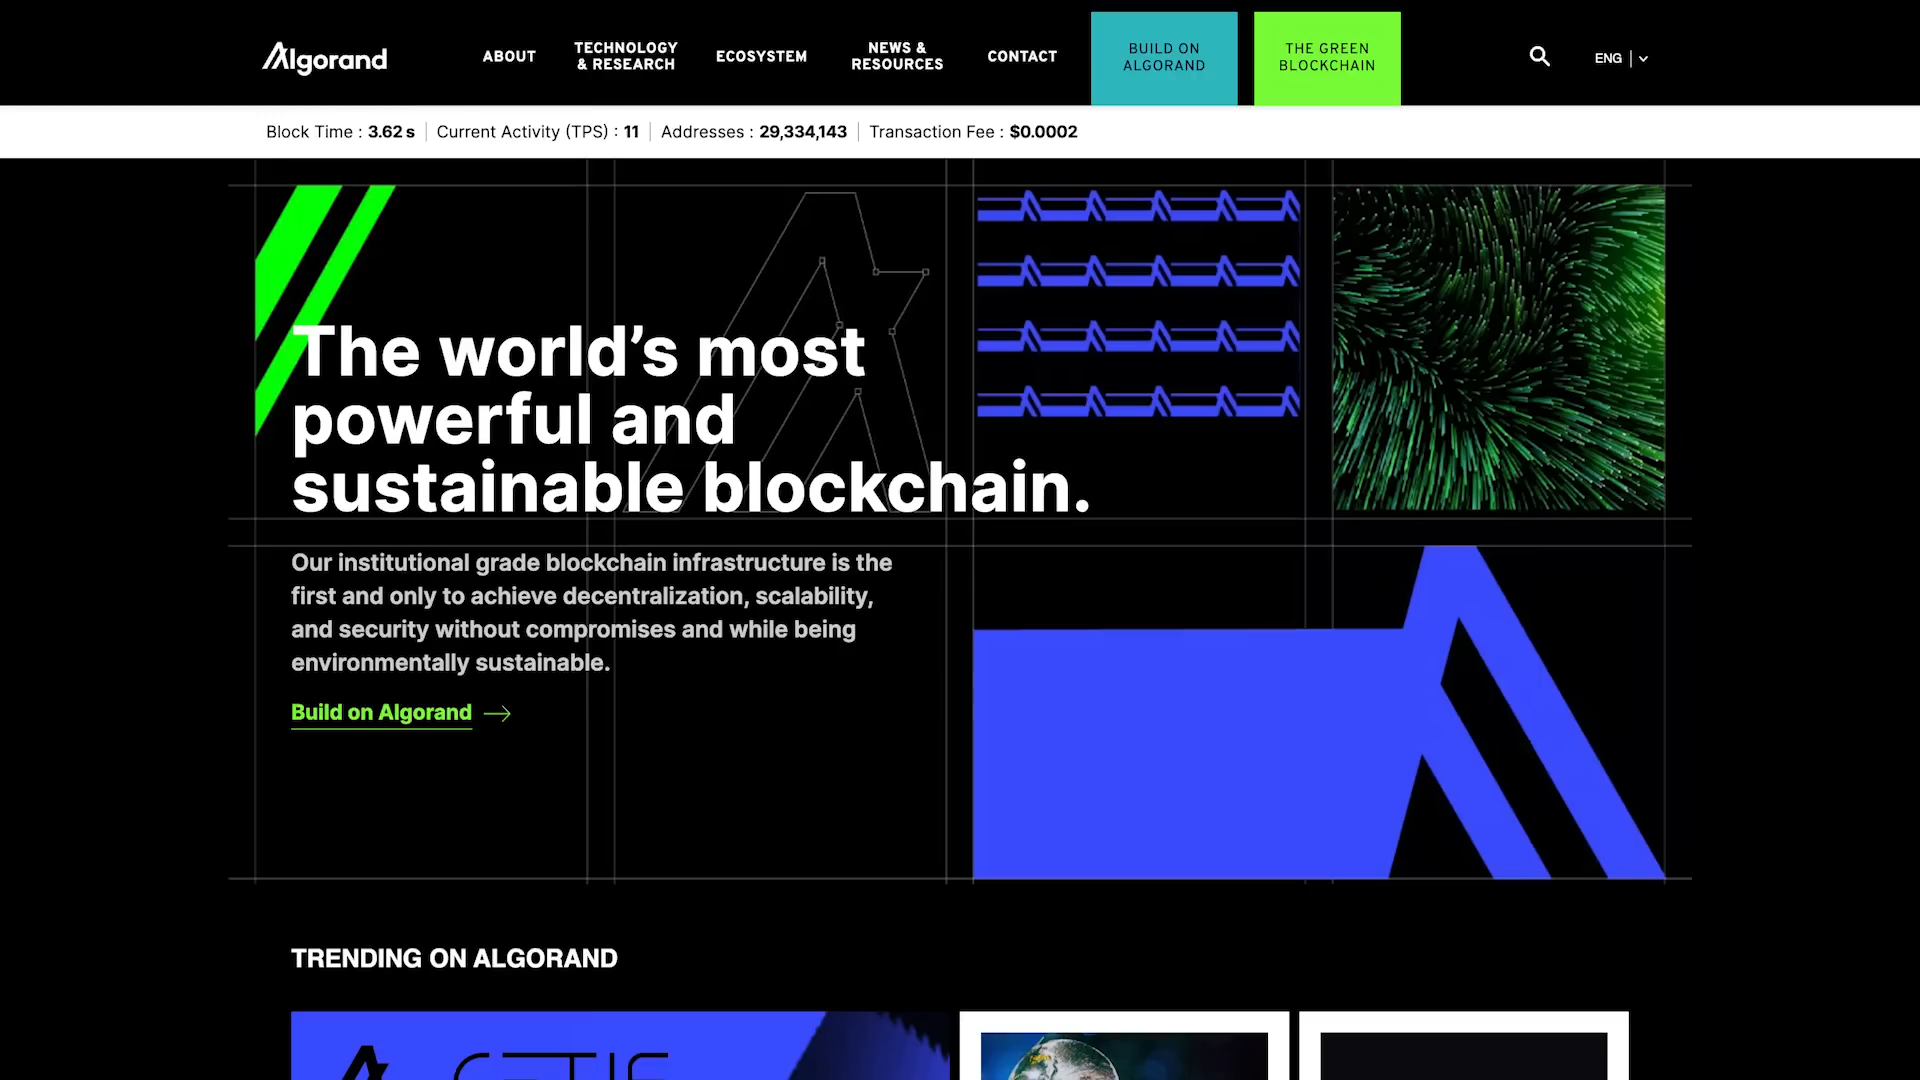 Algorand
ABOUT
TECHNOLOGY
& RESEARCH
ECOSYSTEM
NEWS &
RESOURCES
CONTACT
BUILD ON
ALGORAND
THE GREEN
BLOCKCHAIN
ENG
Block Time : 3.62 s
Current Activity (TPS) : 11
Addresses : 29,334,143
Transaction Fee : $0.0002
The world’s most
powerful and
sustainable blockchain.
Our institutional grade blockchain infrastructure is the
first and only to achieve decentralization, scalability,
and security without compromises and while being
environmentally sustainable.
Build on Algorand
TRENDING ON ALGORAND